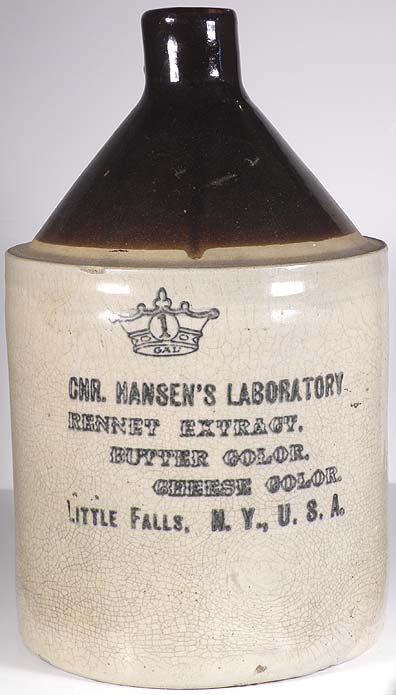 1
GAL
CHR. HANSEN'S LABORATORY
RENNET EXTRACT.
BUTTER COLOR.
CHEESE COLOR.
LITTLE FALLS, N. Y., U. S. A.